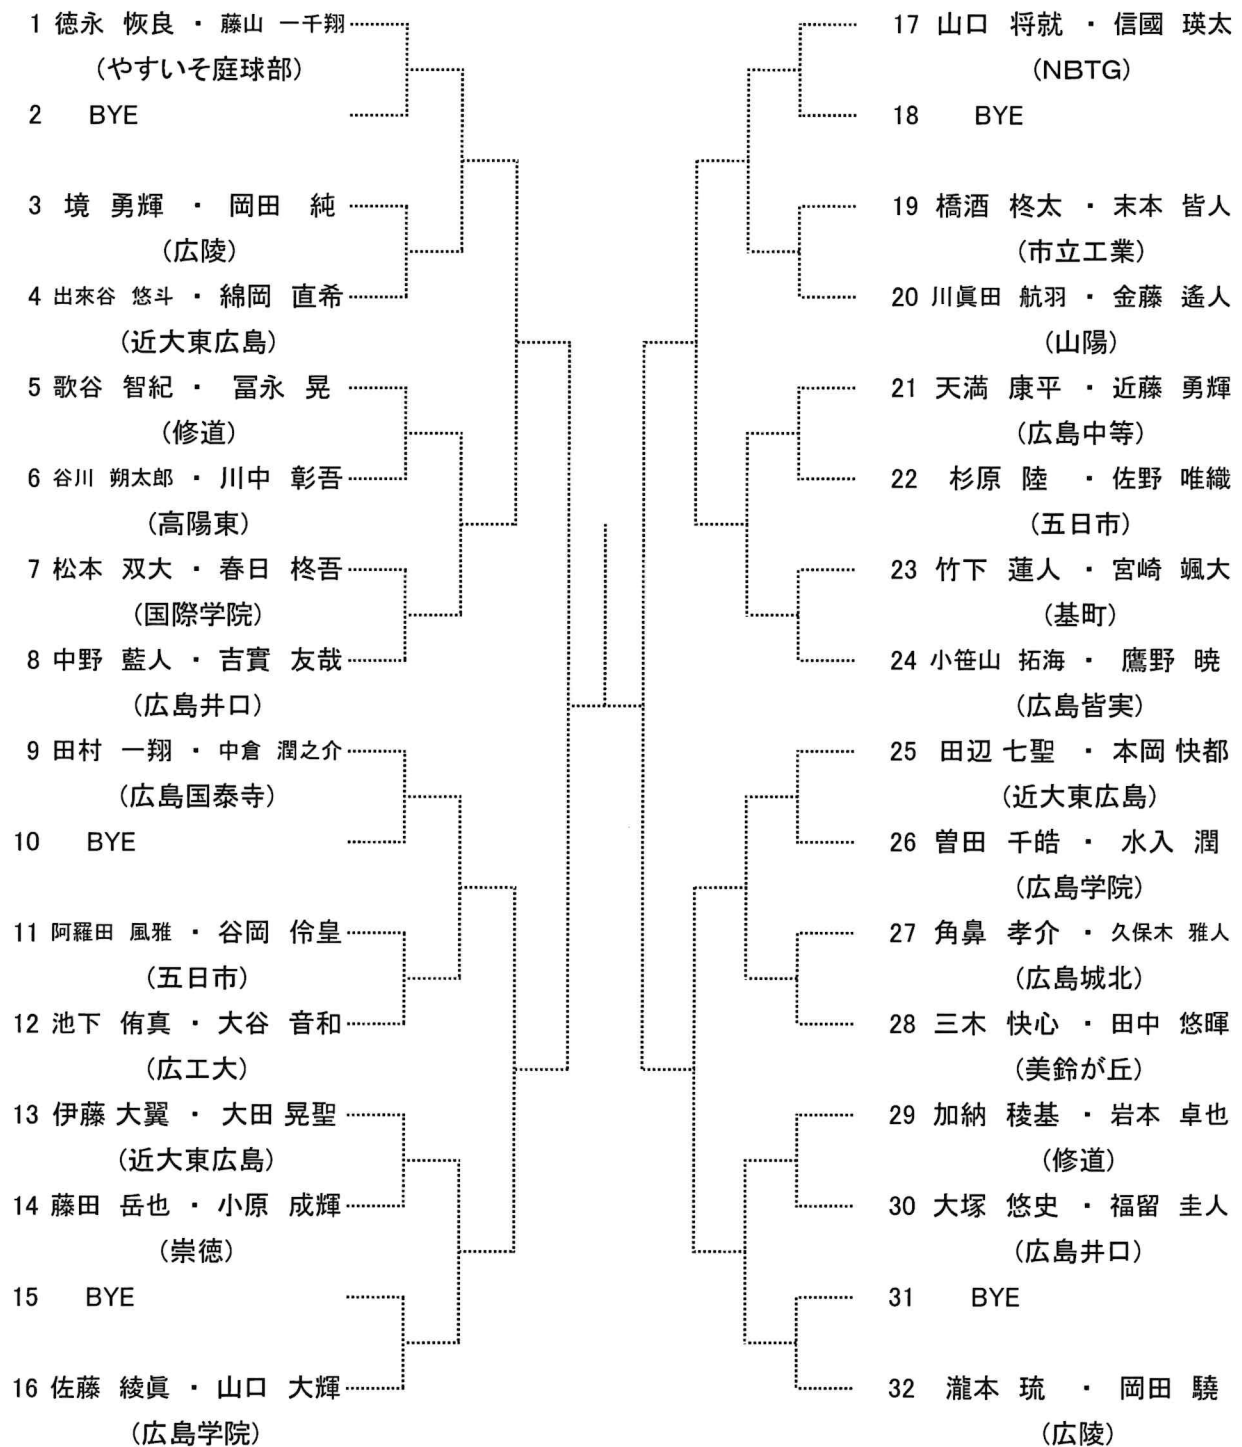 1 徳永 恢良 ・ 藤山 一千翔
(やすいそ庭球部)
2 BYE
3 境 勇輝 ・ 岡田 純
(広陵)
4 出來谷 悠斗 ・ 綿岡 直希
(近大東広島)
5 歌谷 智紀 ・ 冨永 晃
(修道)
6 谷川 朔太郎 ・ 川中 彰吾
(高陽東)
7 松本 双大 ・ 春日 柊吾
(国際学院)
8 中野 藍人 ・ 吉實 友哉
(広島井口)
9 田村 一翔 ・ 中倉 潤之介
(広島国泰寺)
10 BYE
11 阿羅田 風雅 ・ 谷岡 伶皇
(五日市)
12 池下 侑真 ・ 大谷 音和
(広工大)
13 伊藤 大翼 ・ 大田 晃聖
(近大東広島)
14 藤田 岳也 ・ 小原 成輝
(崇徳)
15 BYE
16 佐藤 綾眞 ・ 山口 大輝
(広島学院)
17 山口 将就 ・ 信國 瑛太
(NBTG)
18 BYE
19 橋酒 柊太 ・ 末本 皆人
(市立工業)
20 川眞田 航羽 ・ 金藤 遙人
(山陽)
21 天満 康平 ・ 近藤 勇輝
(広島中等)
22 杉原 陸 ・ 佐野 唯織
(五日市)
23 竹下 蓮人 ・ 宮崎 颯大
(基町)
24 小笹山 拓海 ・ 鷹野 暁
(広島皆実)
25 田辺 七聖 ・ 本岡 快都
(近大東広島)
26 曽田 千皓 ・ 水入 潤
(広島学院)
27 角鼻 孝介 ・ 久保木 雅人
(広島城北)
28 三木 快心 ・ 田中 悠暉
(美鈴が丘)
29 加納 稜基 ・ 岩本 卓也
(修道)
30 大塚 悠史 ・ 福留 圭人
(広島井口)
31 BYE
32 瀧本 琉 ・ 岡田 驍
(広陵)